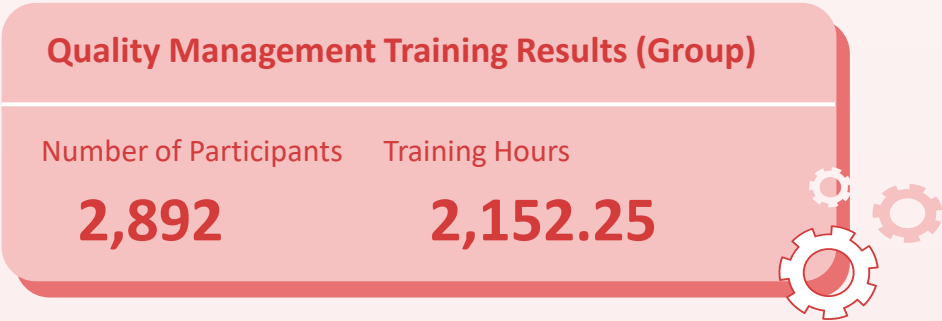 Quality Management Training Results (Group)
Number of Participants Training Hours
2,892 2,152.25